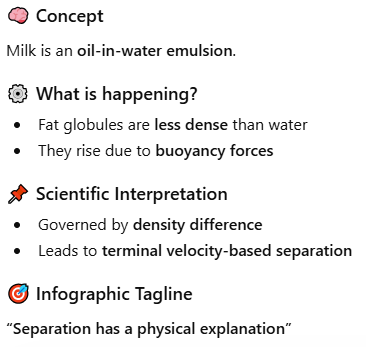 🧠 Concept
Milk is an oil-in-water emulsion.
⚙️ What is happening?
• Fat globules are less dense than water
• They rise due to buoyancy forces
📌 Scientific Interpretation
• Governed by density difference
• Leads to terminal velocity-based separation
🎯 Infographic Tagline
“Separation has a physical explanation”